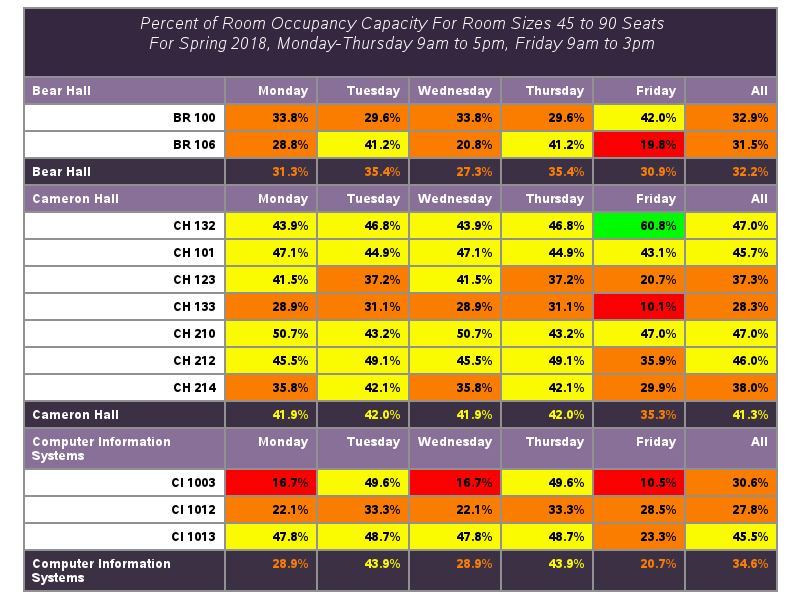 Percent of Room Occupancy Capacity For Room Sizes 45 to 90 Seats
For Spring 2018, Monday-Thursday 9am to 5pm, Friday 9am to 3pm
Bear Hall Monday Tuesday Wednesday Thursday Friday All
BR 100 33.8% 29.6% 33.8% 29.6% 42.0% 32.9%
BR 106 28.8% 41.2% 20.8% 41.2% 19.8% 31.5%
Bear Hall 31.3% 35.4% 27.3% 35.4% 30.9% 32.2%
Cameron Hall Monday Tuesday Wednesday Thursday Friday All
CH 132 43.9% 46.8% 43.9% 46.8% 60.8% 47.0%
CH 101 47.1% 44.9% 47.1% 44.9% 43.1% 45.7%
CH 123 41.5% 37.2% 41.5% 37.2% 20.7% 37.3%
CH 133 28.9% 31.1% 28.9% 31.1% 10.1% 28.3%
CH 210 50.7% 43.2% 50.7% 43.2% 47.0% 47.0%
CH 212 45.5% 49.1% 45.5% 49.1% 35.9% 46.0%
CH 214 35.8% 42.1% 35.8% 42.1% 29.9% 38.0%
Cameron Hall 41.9% 42.0% 41.9% 42.0% 35.3% 41.3%
Computer Information Monday Tuesday Wednesday Thursday Friday All
Systems
CI 1003 16.7% 49.6% 16.7% 49.6% 10.5% 30.6%
CI 1012 22.1% 33.3% 22.1% 33.3% 28.5% 27.8%
CI 1013 47.8% 48.7% 47.8% 48.7% 23.3% 45.5%
Computer Information 28.9% 43.9% 28.9% 43.9% 20.7% 34.6%
Systems